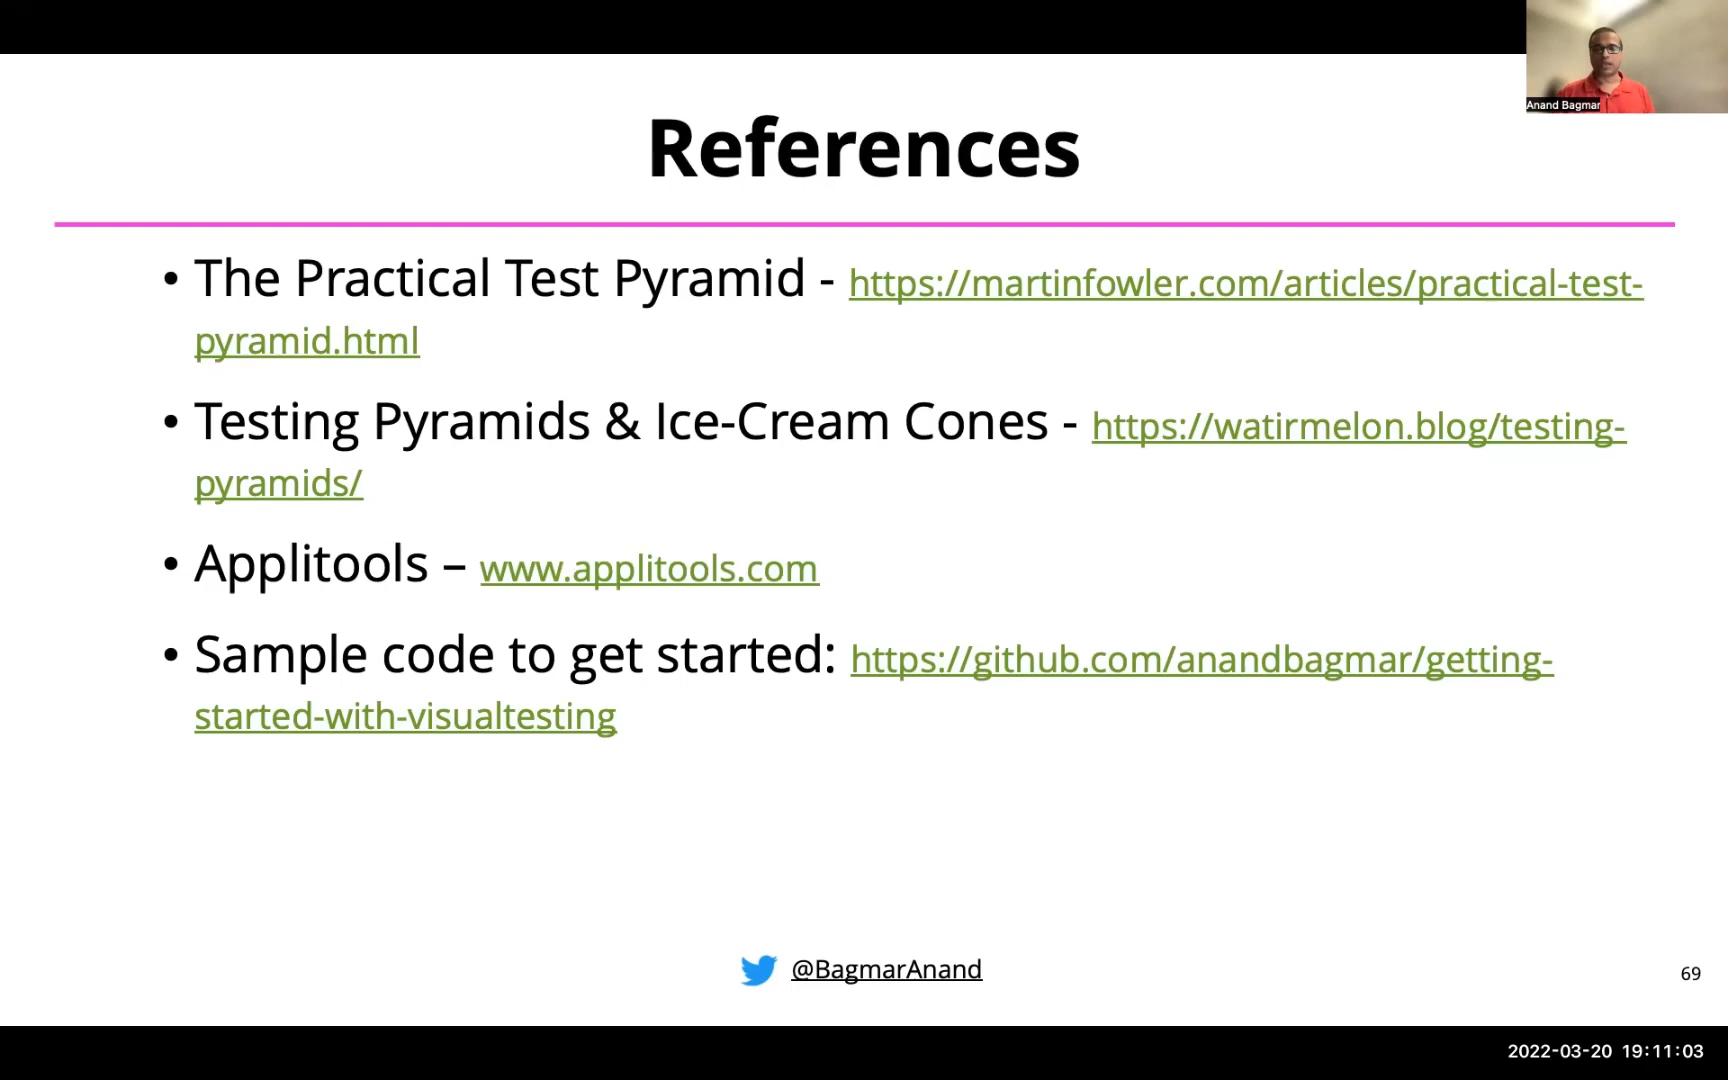 Anand Bagmar
References
• The Practical Test Pyramid - https://martinfowler.com/articles/practical-test-
pyramid.html
• Testing Pyramids & Ice-Cream Cones - https://watirmelon.blog/testing-
pyramids/
• Applitools – www.applitools.com
• Sample code to get started: https://github.com/anandbagmar/getting-
started-with-visualtesting
@BagmarAnand
69
2022-03-20 19:11:03